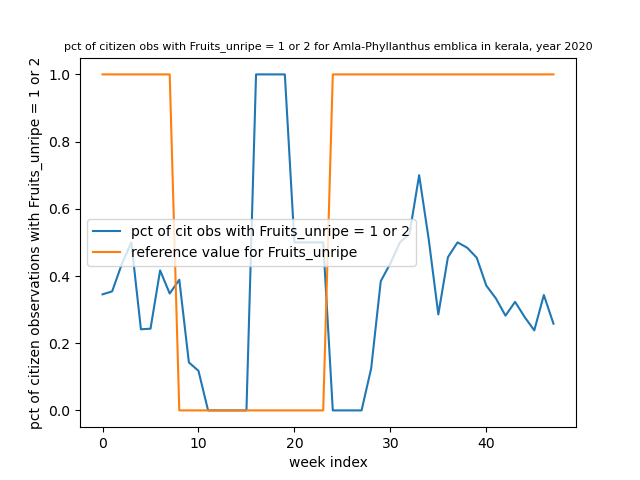 pct of citizen obs with Fruits_unripe = 1 or 2 for Amla-Phyllanthus emblica in kerala, year 2020
pct of citizen observations with Fruits_unripe = 1 or 2
1.0
0.8
0.6
0.4
0.2
0.0
pct of cit obs with Fruits_unripe = 1 or 2
reference value for Fruits_unripe
0 10 20 30 40
week index